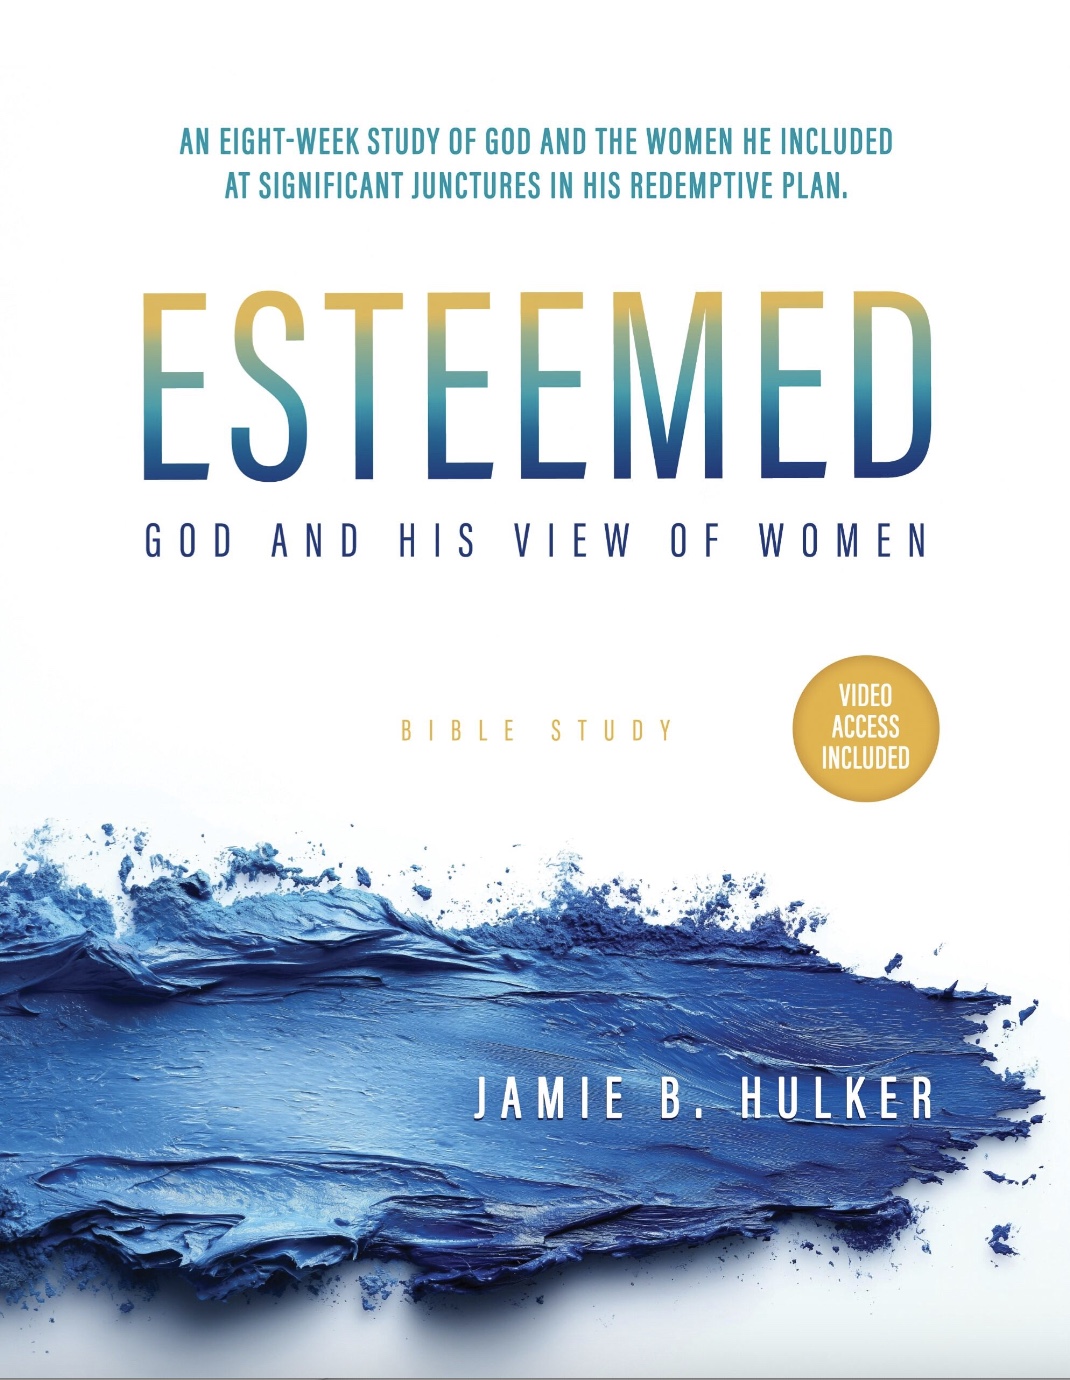 AN EIGHT-WEEK STUDY OF GOD AND THE WOMEN HE INCLUDED
AT SIGNIFICANT JUNCTURES IN HIS REDEMPTIVE PLAN.
ESTEEMED
GOD AND HIS VIEW OF WOMEN
BIBLE STUDY
VIDEO
ACCESS
INCLUDED
JAMIE B. HULKER